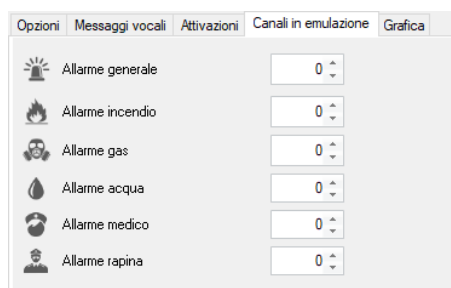 Opzioni Messaggi vocali Attivazioni Canali in emulazione Grafica
Allarme generale 0
Allarme incendio 0
Allarme gas 0
Allarme acqua 0
Allarme medico 0
Allarme rapina 0